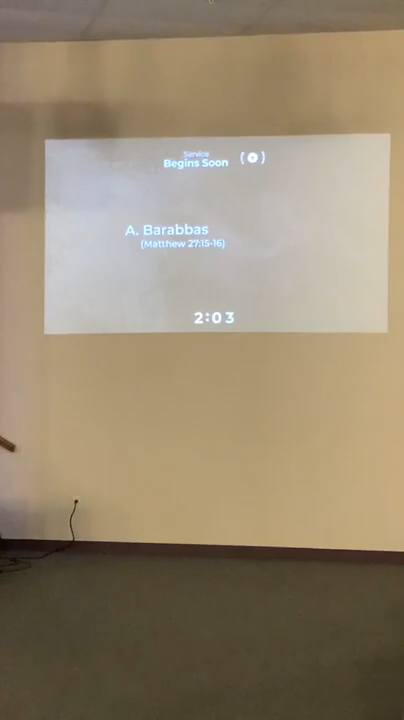 Service
Begins Soon
A. Barabbas
(Matthew 27:15-16)
2:03